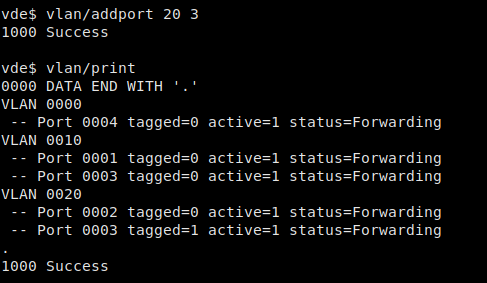 vde$ vlan/addport 20 3
1000 Success

vde$ vlan/print
0000 DATA END WITH '.'
VLAN 0000
 -- Port 0004 tagged=0 active=1 status=Forwarding
VLAN 0010
 -- Port 0001 tagged=0 active=1 status=Forwarding
 -- Port 0003 tagged=0 active=1 status=Forwarding
VLAN 0020
 -- Port 0002 tagged=0 active=1 status=Forwarding
 -- Port 0003 tagged=1 active=1 status=Forwarding
.
1000 Success